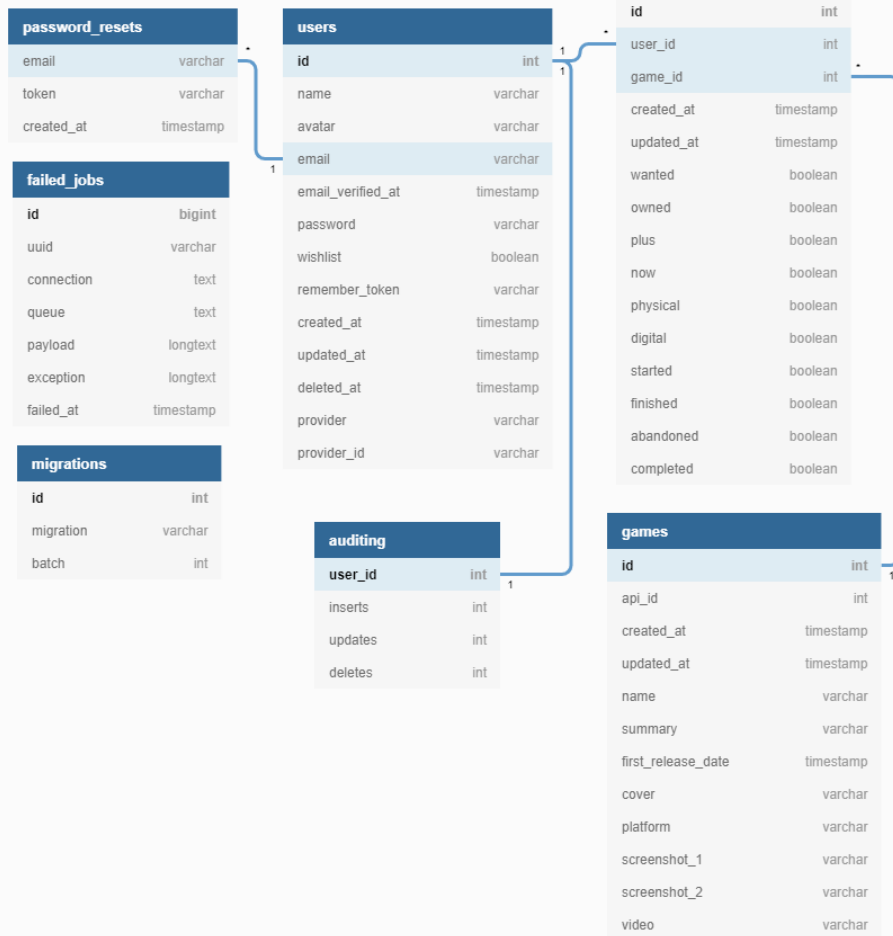 password_resets
email varchar
token varchar
created_at timestamp
*
1
failed_jobs
id bigint
uuid varchar
connection text
queue text
payload longtext
exception longtext
failed_at timestamp
migrations
id int
migration varchar
batch int
users
id int
name varchar
avatar varchar
email varchar
email_verified_at timestamp
password varchar
wishlist boolean
remember_token varchar
created_at timestamp
updated_at timestamp
deleted_at timestamp
provider varchar
provider_id varchar
1
1
*
auditing
user_id int
inserts int
updates int
deletes int
1
id int
user_id int
game_id int
created_at timestamp
updated_at timestamp
wanted boolean
owned boolean
plus boolean
now boolean
physical boolean
digital boolean
started boolean
finished boolean
abandoned boolean
completed boolean
*
games
id int
api_id int
created_at timestamp
updated_at timestamp
name varchar
summary varchar
first_release_date timestamp
cover varchar
platform varchar
screenshot_1 varchar
screenshot_2 varchar
video varchar
1